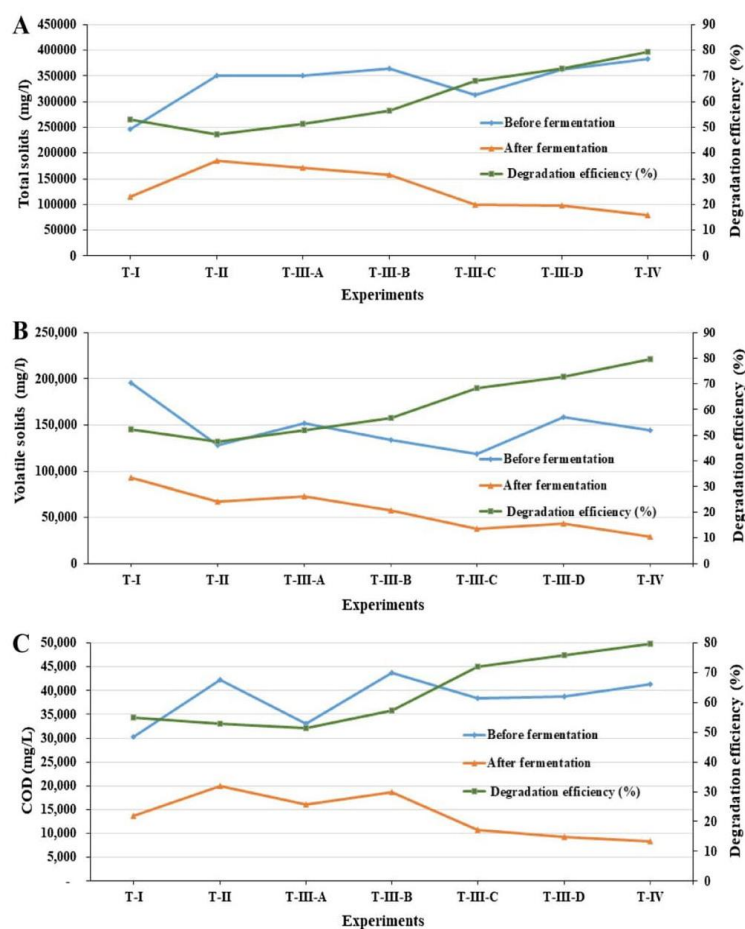 A
450000 90
400000 80
350000 70
300000 60
250000 50
200000 40
150000 30
100000 20
50000 10
0 0
Total solids (mg/l)
Degradation efficiency (%)
Before fermentation
After fermentation
Degradation efficiency (%)
T-I T-II T-III-A T-III-B T-III-C T-III-D T-IV
Experiments
B
250,000 90
80
200,000 70
60
150,000 50
100,000 40
30
50,000 20
10
0 0
Volatile solids (mg/l)
Degradation efficiency (%)
Before fermentation
After fermentation
Degradation efficiency (%)
T-I T-II T-III-A T-III-B T-III-C T-III-D T-IV
Experiments
C
50,000 80
45,000 70
40,000 60
35,000
30,000 50
25,000 40
20,000 30
15,000
10,000 20
5,000 10
- 0
COD (mg/L)
Degradation efficiency (%)
Before fermentation
After fermentation
Degradation efficiency (%)
T-I T-II T-III-A T-III-B T-III-C T-III-D T-IV
Experiments